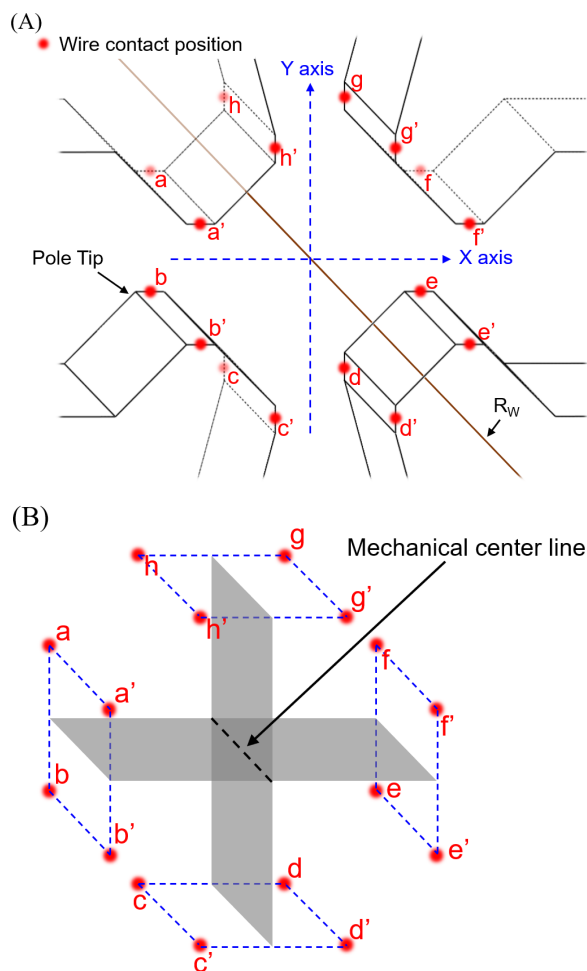 (A)
Wire contact position
Y axis
g
h
g'
h'
a
f
a'
f'
X axis
Pole Tip
b
e
b'
e'
c
d
c'
d'
R_W
(B)
g
Mechanical center line
h
g'
h'
a
f
a'
f'
b
e
b'
e'
c
d
c'
d'